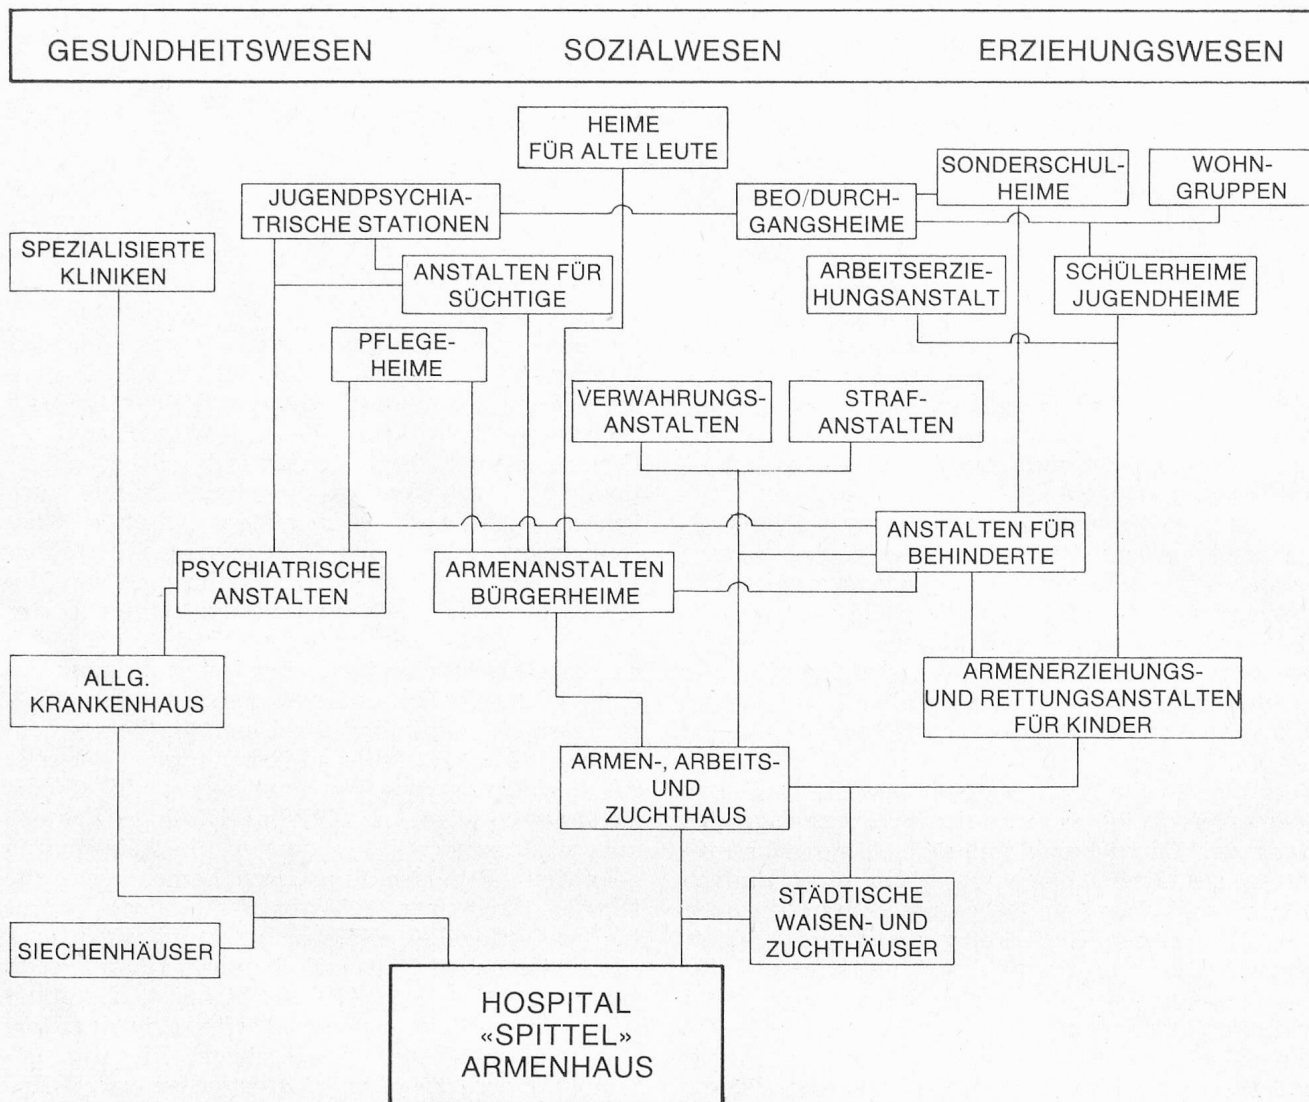 GESUNDHEITSWESEN SOZIALWESEN ERZIEHUNGSWESEN
HEIME
FÜR ALTE LEUTE
SONDERSCHUL-
HEIME
WOHN-
GRUPPEN
JUGENDPSYCHIA-
TRISCHE STATIONEN
BEO/DURCH-
GANGSHEIME
SPEZIALISIERTE
KLINIKEN
ANSTALTEN FÜR
SÜCHTIGE
ARBEITSERZIE-
HUNGSANSTALT
SCHÜLERHEIME
JUGENDHEIME
PFLEGE-
HEIME
VERWAHRUNGS-
ANSTALTEN
STRAF-
ANSTALTEN
ANSTALTEN FÜR
BEHINDERTE
PSYCHIATRISCHE
ANSTALTEN
ARMENANSTALTEN
BÜRGERHEIME
ALLG.
KRANKENHAUS
ARMENERZIEHUNGS-
UND RETTUNGSANSTALTEN
FÜR KINDER
ARMEN-, ARBEITS-
UND
ZUCHTHAUS
STÄDTISCHE
WAISEN- UND
ZUCHTHÄUSER
SIECHENHÄUSER
HOSPITAL
«SPITTEL»
ARMENHAUS